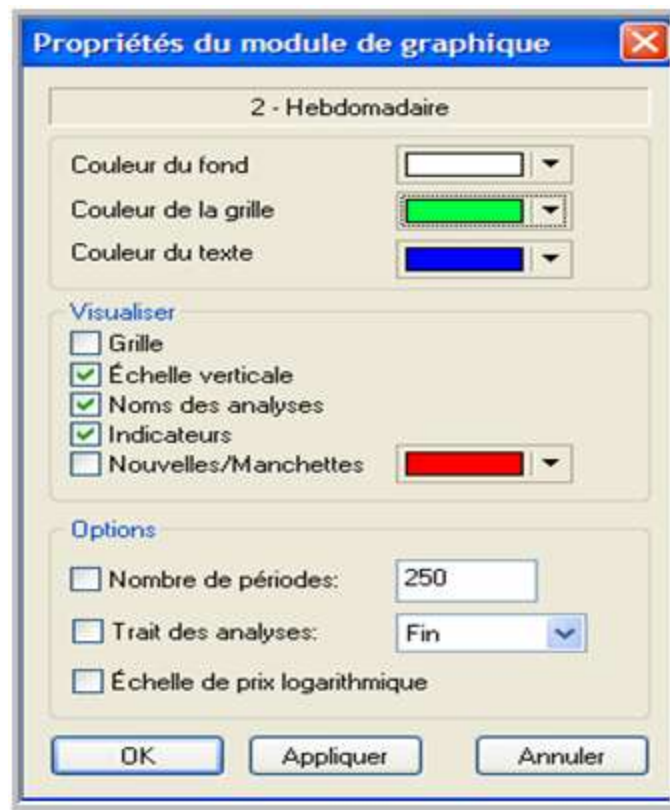 Propriétés du module de graphique
2 - Hebdomadaire
Couleur du fond
Couleur de la grille
Couleur du texte
Visualiser
Grille
Échelle verticale
Noms des analyses
Indicateurs
Nouvelles/Manchettes
Options
Nombre de périodes: 250
Trait des analyses: Fin
Échelle de prix logarithmique
OK Appliquer Annuler